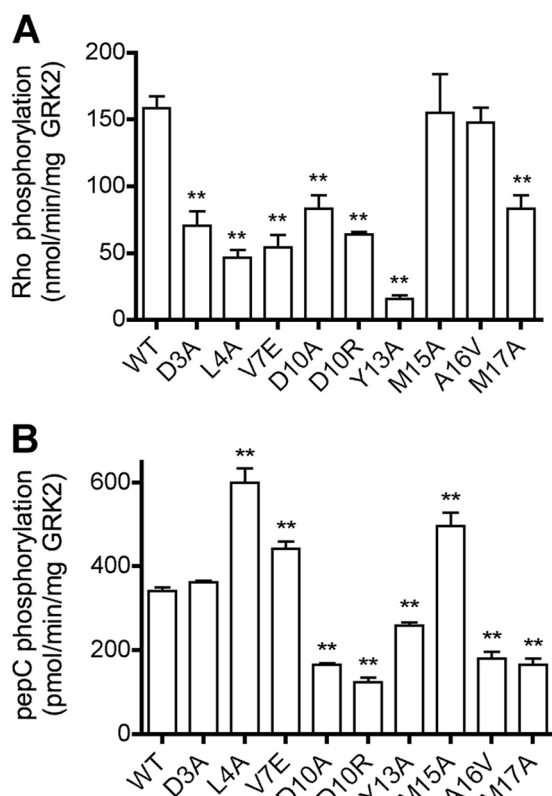 A
Rho phosphorylation
(nmol/min/mg GRK2)
200
150
100
50
0
** ** ** ** ** ** **
WT D3A L4A V7E D10A D10R Y13A M15A A16V M17A
B
pepC phosphorylation
(pmol/min/mg GRK2)
600
400
200
0
** ** ** ** ** ** ** **
WT D3A L4A V7E D10A D10R Y13A M15A A16V M17A